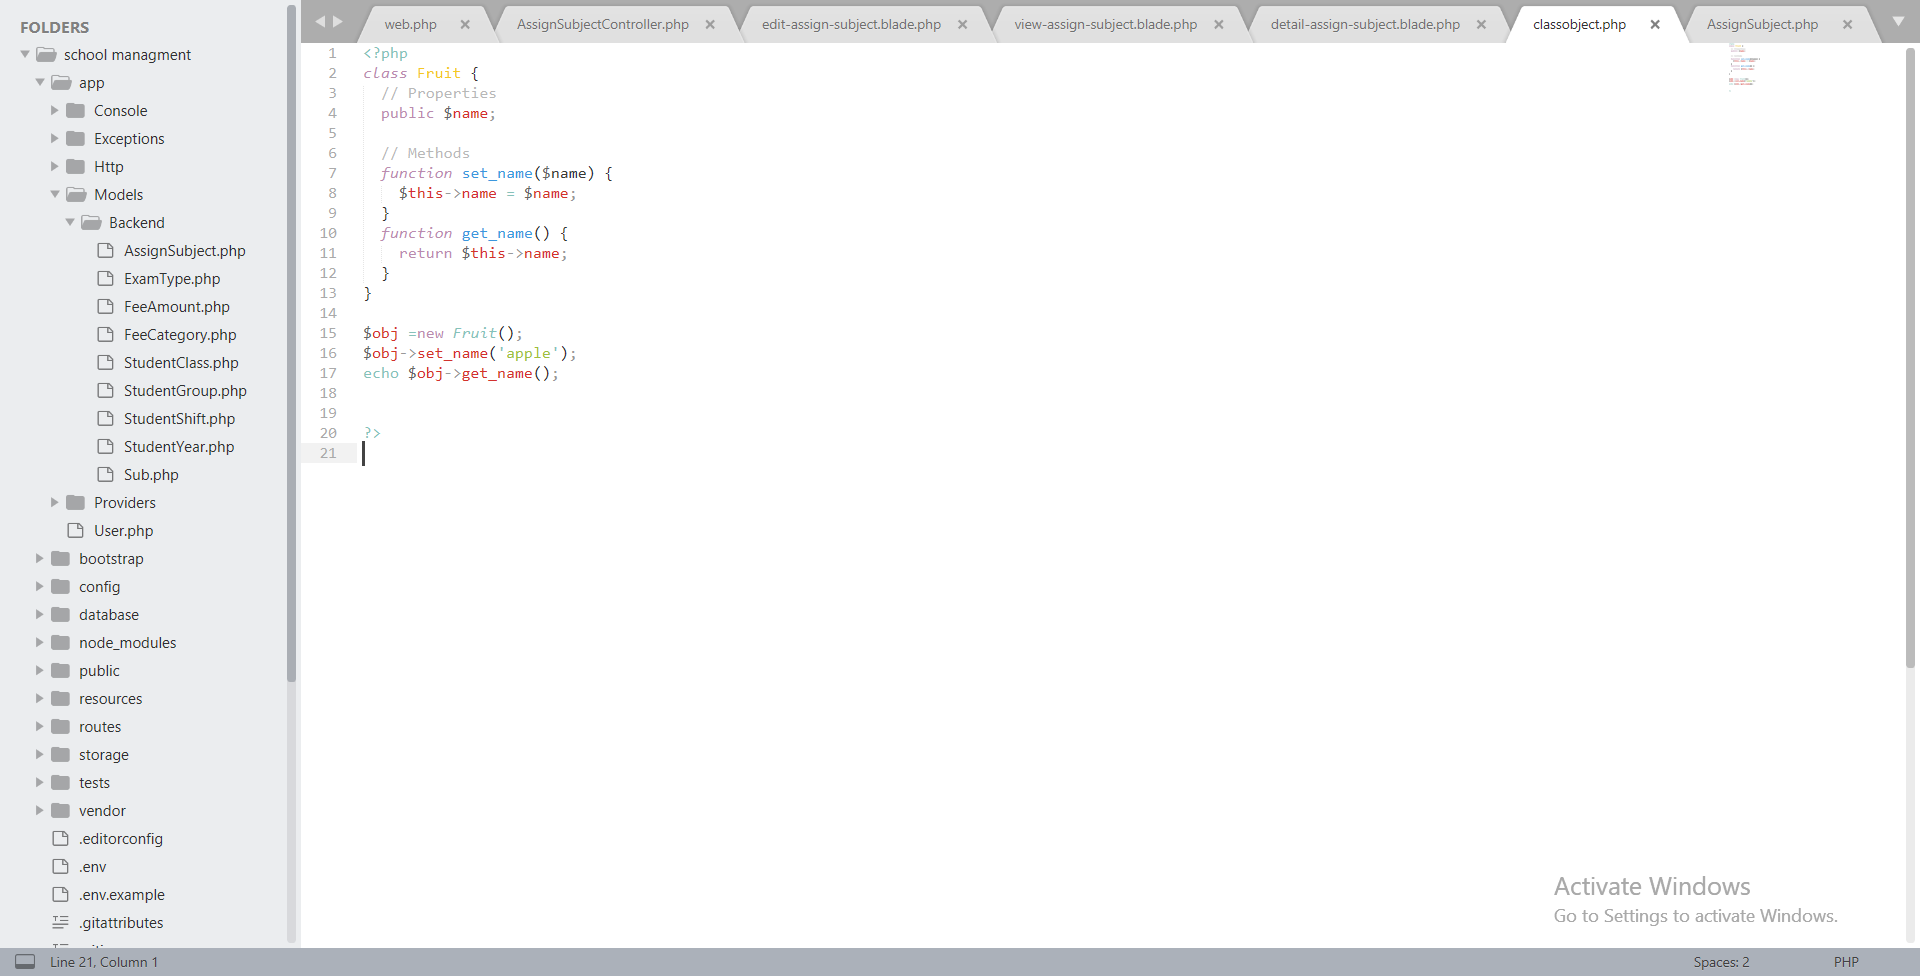 FOLDERS
school managment
app
Console
Exceptions
Http
Models
Backend
AssignSubject.php
ExamType.php
FeeAmount.php
FeeCategory.php
StudentClass.php
StudentGroup.php
StudentShift.php
StudentYear.php
Sub.php
Providers
User.php
bootstrap
config
database
node_modules
public
resources
routes
storage
tests
vendor
.editorconfig
.env
.env.example
.gitattributes
web.php × AssignSubjectController.php × edit-assign-subject.blade.php × view-assign-subject.blade.php × detail-assign-subject.blade.php × classobject.php × AssignSubject.php ×
1 <?php
2 class Fruit {
3 // Properties
4 public $name;
5
6 // Methods
7 function set_name($name) {
8 $this->name = $name;
9 }
10 function get_name() {
11 return $this->name;
12 }
13 }
14
15 $obj =new Fruit();
16 $obj->set_name('apple');
17 echo $obj->get_name();
18
19
20 ?>
21
Activate Windows
Go to Settings to activate Windows.
Line 21, Column 1 Spaces: 2 PHP